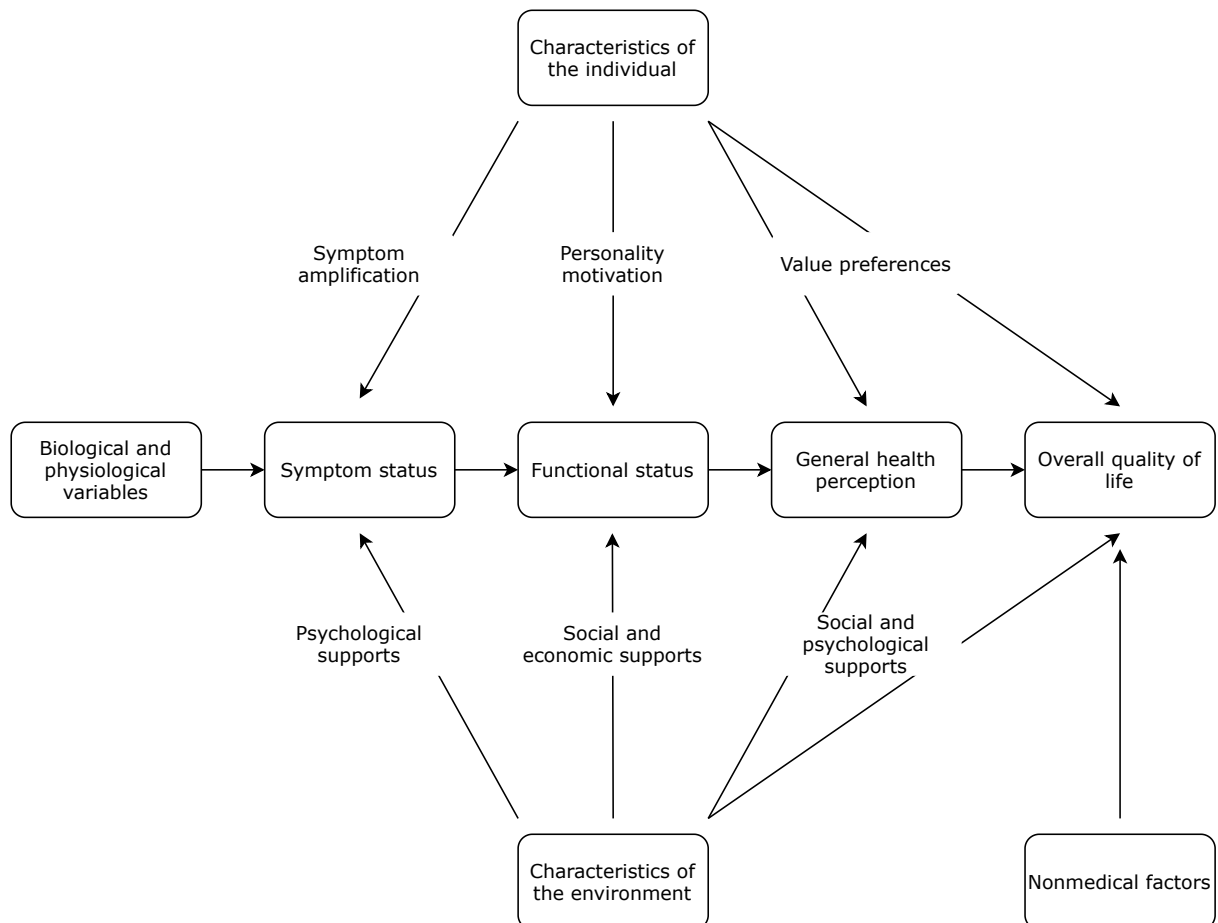 Characteristics of
the individual
Symptom
amplification
Personality
motivation
Value preferences
Biological and
physiological
variables
Symptom status
Functional status
General health
perception
Overall quality of
life
Psychological
supports
Social and
economic supports
Social and
psychological
supports
Characteristics of
the environment
Nonmedical factors